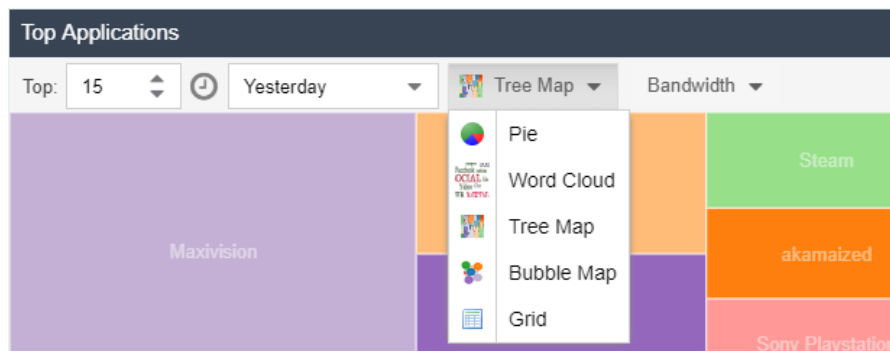 Top Applications
Top: 15 Yesterday Tree Map Bandwidth
Pie
Word Cloud
Tree Map
Bubble Map
Grid
Maxivision
Steam
akamaized
Sony Playstation